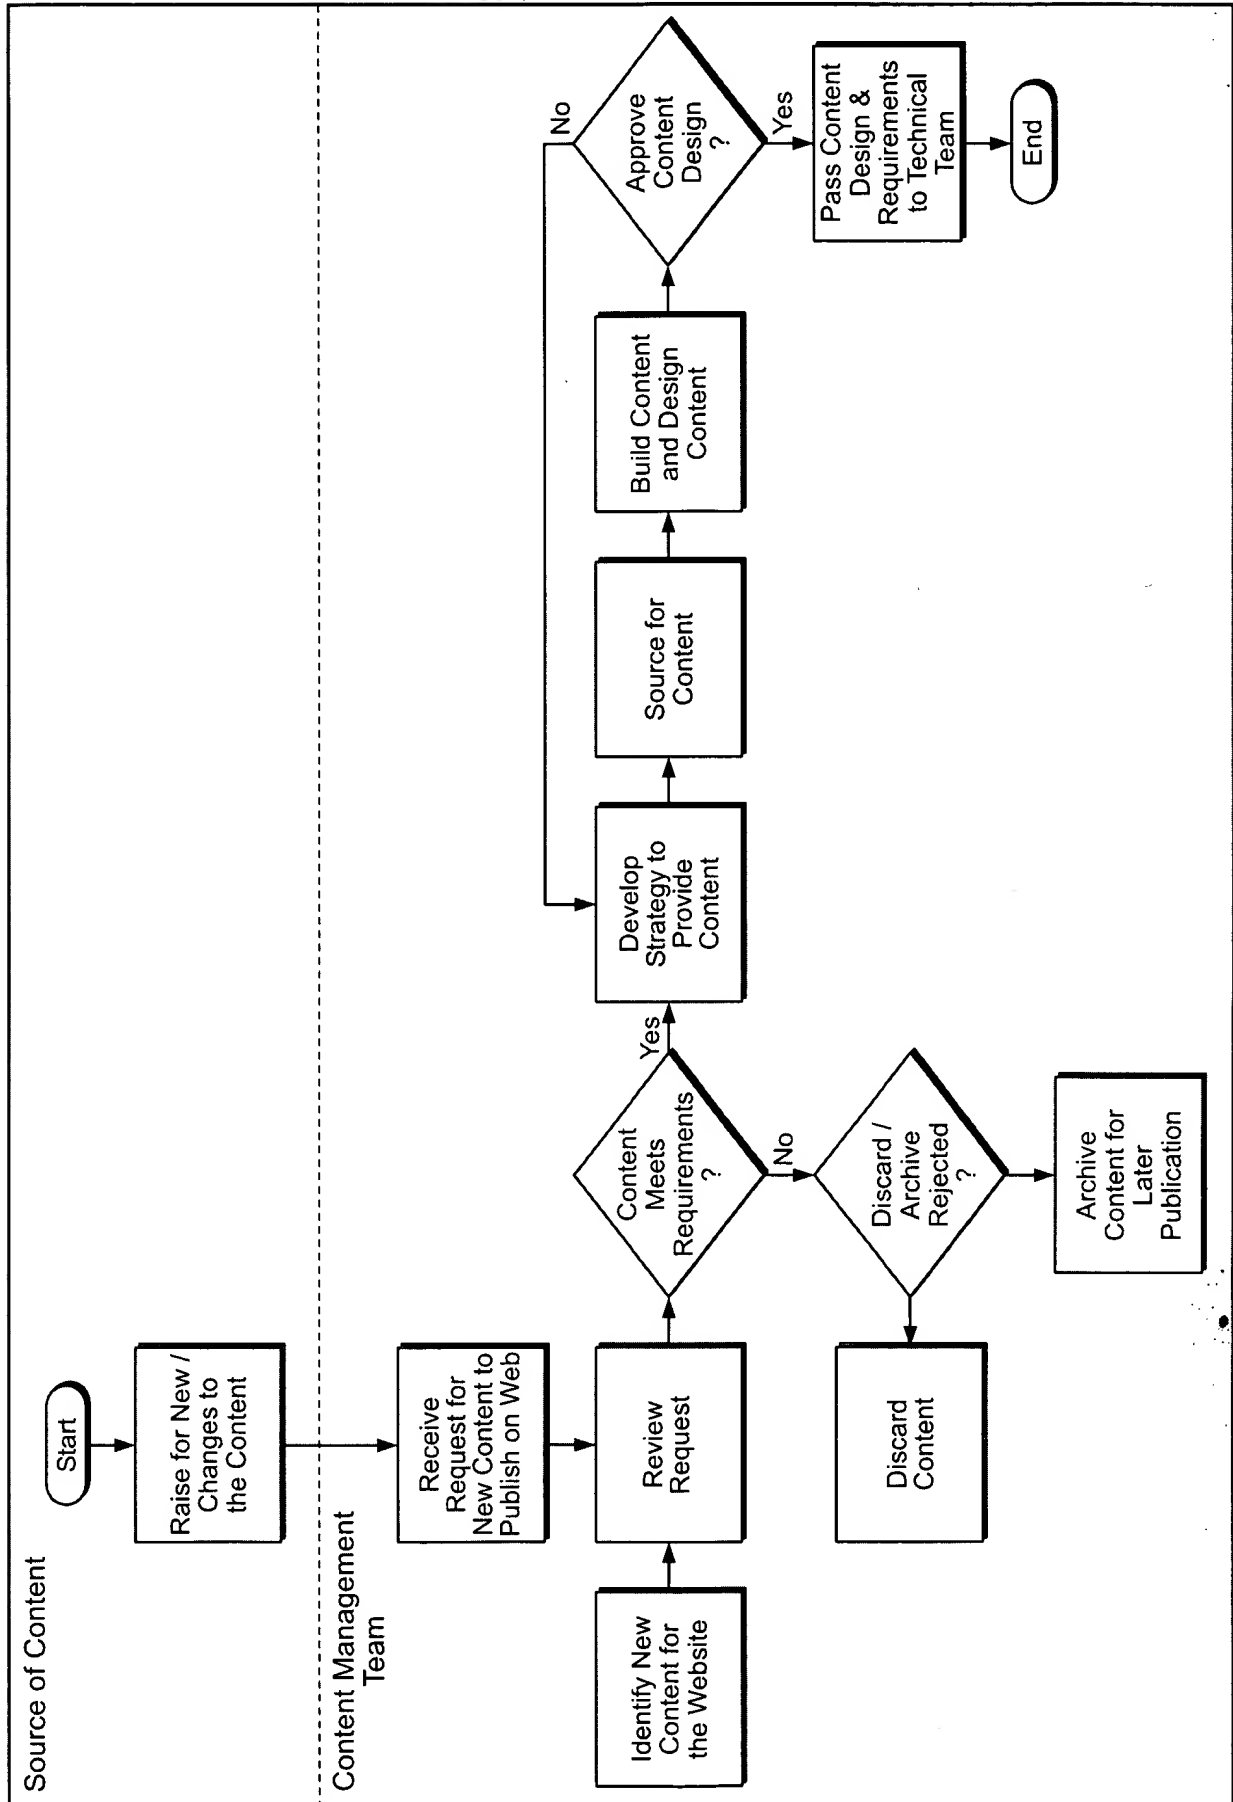 Source of Content
Start
Raise for New /
Changes to
the Content
Content Management
Team
Receive
Request for
New Content to
Publish on Web
Identify New
Content for
the Website
Review
Request
Content
Meets
Requirements
?
Yes
No
Develop
Strategy to
Provide
Content
Source for
Content
Build Content
and Design
Content
Approve
Content
Design
?
No
Yes
Pass Content
Design &
Requirements
to Technical
Team
End
Discard /
Archive
Rejected
?
Discard
Content
Archive
Content for
Later
Publication